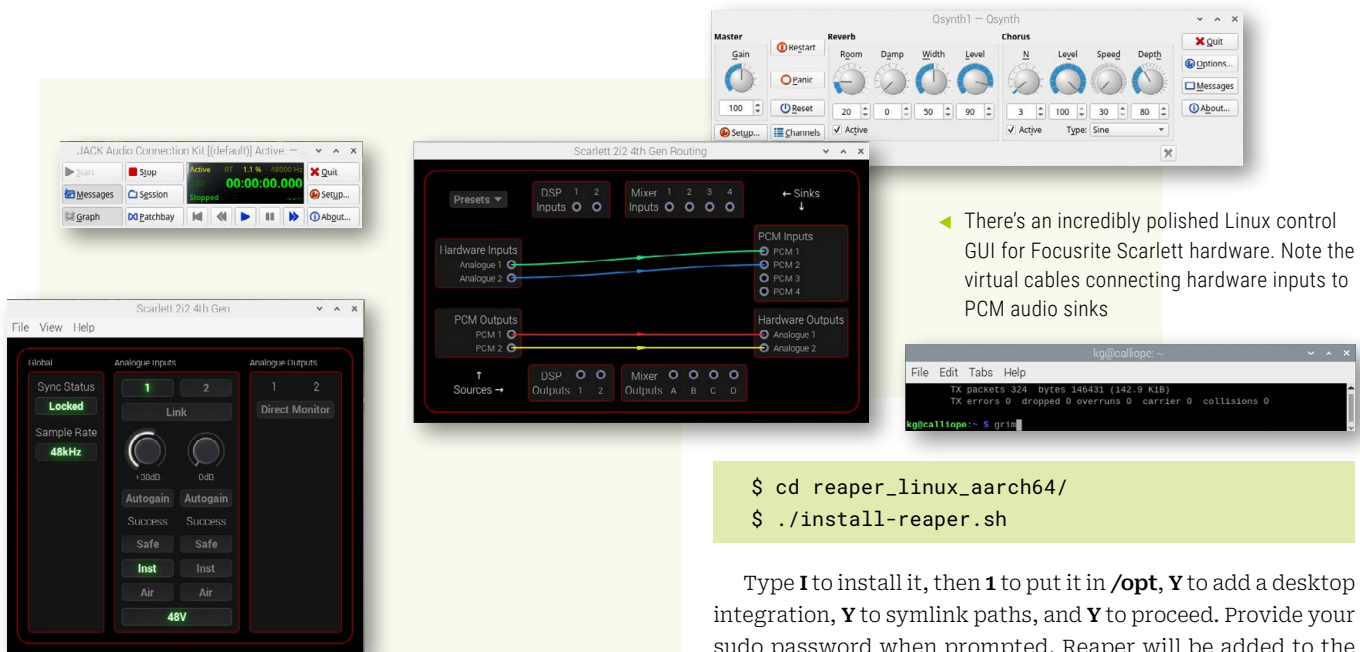 Qsynth1 — Qsynth
Master
Reverb
Chorus
Gain
Restart
Panic
Reset
Room Damp Width Level
N Level Speed Depth
Quit
Options...
Messages
About...
100
20 0 50 90
3 100 30 80
Setup... Channels
Active
Active Type: Sine
JACK Audio Connection Kit [(default)] Active —
Start Stop
Active RT 1.1 % 48000 Hz
00:00:00.000
Stopped
Quit
Messages Session
Setup...
Graph Patchbay
About...
Scarlett 2i2 4th Gen Routing
Presets
DSP 1 2
Inputs
Mixer 1 2 3 4
Inputs
← Sinks
↓
Hardware Inputs
Analogue 1
Analogue 2
PCM Inputs
PCM 1
PCM 2
PCM 3
PCM 4
PCM Outputs
PCM 1
PCM 2
Hardware Outputs
Analogue 1
Analogue 2
↑
Sources →
DSP
Outputs 1 2
Mixer
Outputs A B C D
◀ There's an incredibly polished Linux control
GUI for Focusrite Scarlett hardware. Note the
virtual cables connecting hardware inputs to
PCM audio sinks
Scarlett 2i2 4th Gen
File View Help
Global
Analogue Inputs
Analogue Outputs
Sync Status
Locked
Sample Rate
48kHz
1 2
Link
+38dB 0dB
Autogain Autogain
Success Success
Safe Safe
Inst Inst
Air Air
48V
1 2
Direct Monitor
kg@calliope: ~
File Edit Tabs Help
TX packets 324 bytes 146431 (142.9 KiB)
TX errors 0 dropped 0 overruns 0 carrier 0 collisions 0
kg@calliope:~ $ grim
$ cd reaper_linux_aarch64/
$ ./install-reaper.sh
Type I to install it, then 1 to put it in /opt, Y to add a desktop
integration, Y to symlink paths, and Y to proceed. Provide your
sudo password when prompted. Reaper will be added to the